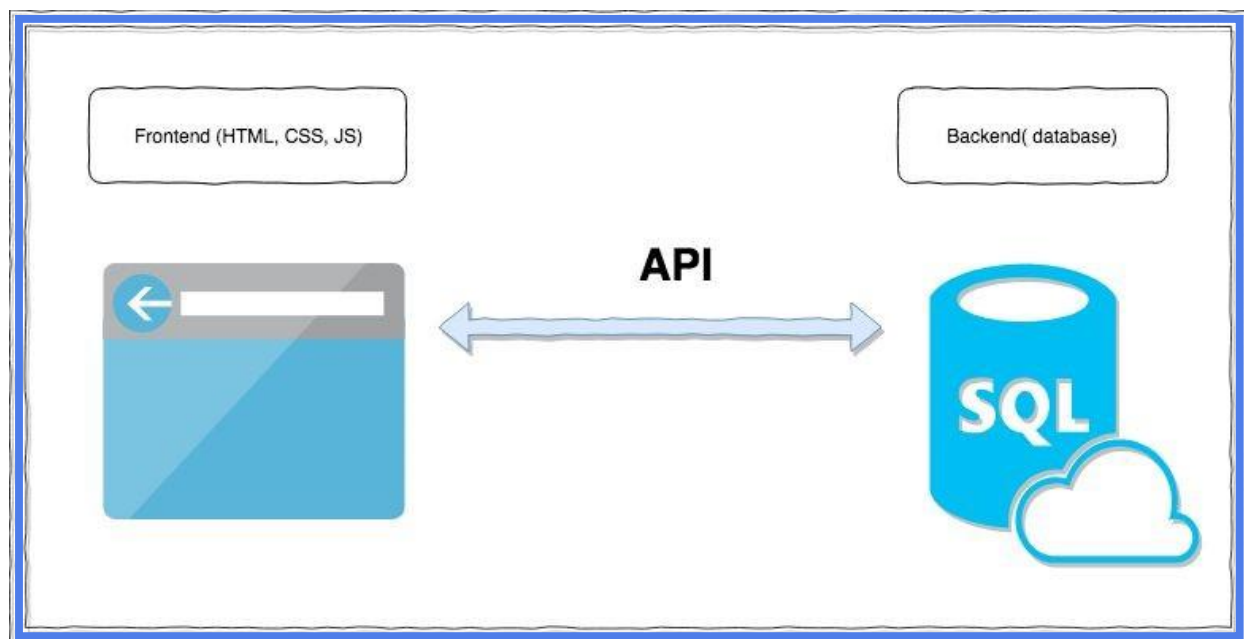 Frontend (HTML, CSS, JS)
Backend( database)
API
SQL